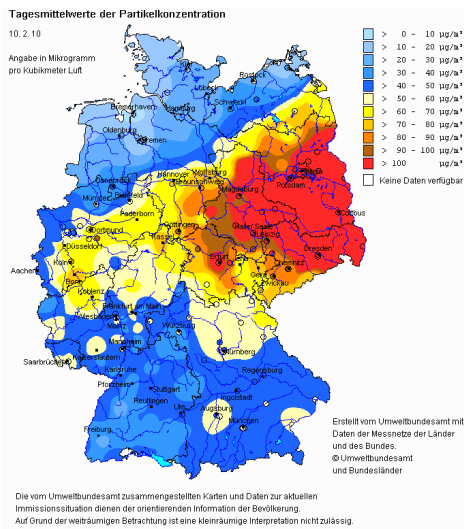 Tagesmittelwerte der Partikelkonzentration
10. 2. 10
Angabe in Mikrogramm
pro Kubikmeter Luft
> 0 - 10 µg/m³
> 10 - 20 µg/m³
> 20 - 30 µg/m³
> 30 - 40 µg/m³
> 40 - 50 µg/m³
> 50 - 60 µg/m³
> 60 - 70 µg/m³
> 70 - 80 µg/m³
> 80 - 90 µg/m³
> 90 - 100 µg/m³
> 100 µg/m³
Keine Daten verfügbar
Kiel
Rostock
Lübeck
Schwerin
Bremerhaven
Hamburg
Oldenburg
Bremen
Osnabrück
Hannover
Wolfsburg
Braunschweig
Magdeburg
Potsdam
Münster
Bielefeld
Paderborn
Cottbus
Dortmund
Göttingen
Halle/Saale
Leipzig
Düsseldorf
Kassel
Dresden
Köln
Erfurt
Jena
Gera
Chemnitz
Aachen
Bonn
Zwickau
Koblenz
Frankfurt am Main
Wiesbaden
Mainz
Würzburg
Mannheim
Kaiserslautern
Nürnberg
Saarbrücken
Karlsruhe
Regensburg
Pforzheim
Stuttgart
Ingolstadt
Reutlingen
Ulm
Augsburg
München
Freiburg
Erstellt vom Umweltbundesamt mit
Daten der Messnetze der Länder
und des Bundes.
© Umweltbundesamt
und Bundesländer
Die vom Umweltbundesamt zusammengestellten Karten und Daten zur aktuellen
Immissionssituation dienen der orientierenden Information der Bevölkerung.
Auf Grund der weiträumigen Betrachtung ist eine kleinräumige Interpretation nicht zulässig.